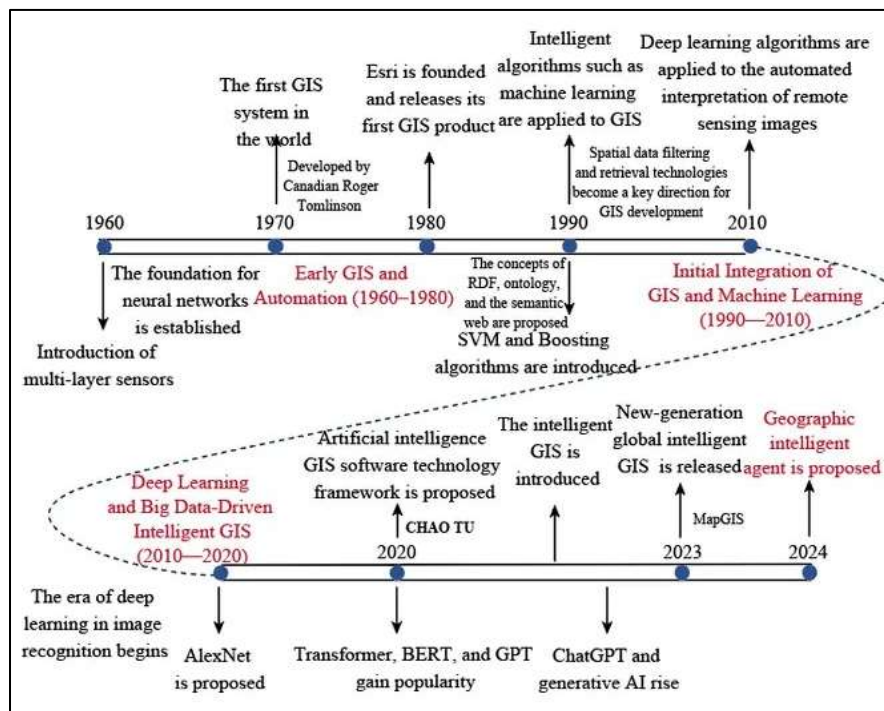 The first GIS
system in
the world
Developed by
Canadian Roger
Tomlinson
Esri is founded
and releases its
first GIS product
Intelligent
algorithms such as
machine learning
are applied to GIS
Spatial data filtering
and retrieval technologies
become a key direction for
GIS development
Deep learning algorithms are
applied to the automated
interpretation of remote
sensing images
1960
1970
1980
1990
2010
Introduction of
multi-layer sensors
The foundation for
neural networks
is established
Early GIS and
Automation (1960–1980)
The concepts of
RDF, ontology,
and the semantic
web are proposed
SVM and Boosting
algorithms are introduced
Initial Integration of
GIS and Machine Learning
(1990—2010)
Deep Learning
and Big Data-Driven
Intelligent GIS
(2010—2020)
Artificial intelligence
GIS software technology
framework is proposed
CHAO TU
The intelligent
GIS is
introduced
New-generation
global intelligent
GIS is released
MapGIS
Geographic
intelligent
agent is proposed
2020
2023
2024
The era of deep
learning in image
recognition begins
AlexNet
is proposed
Transformer, BERT, and GPT
gain popularity
ChatGPT and
generative AI rise